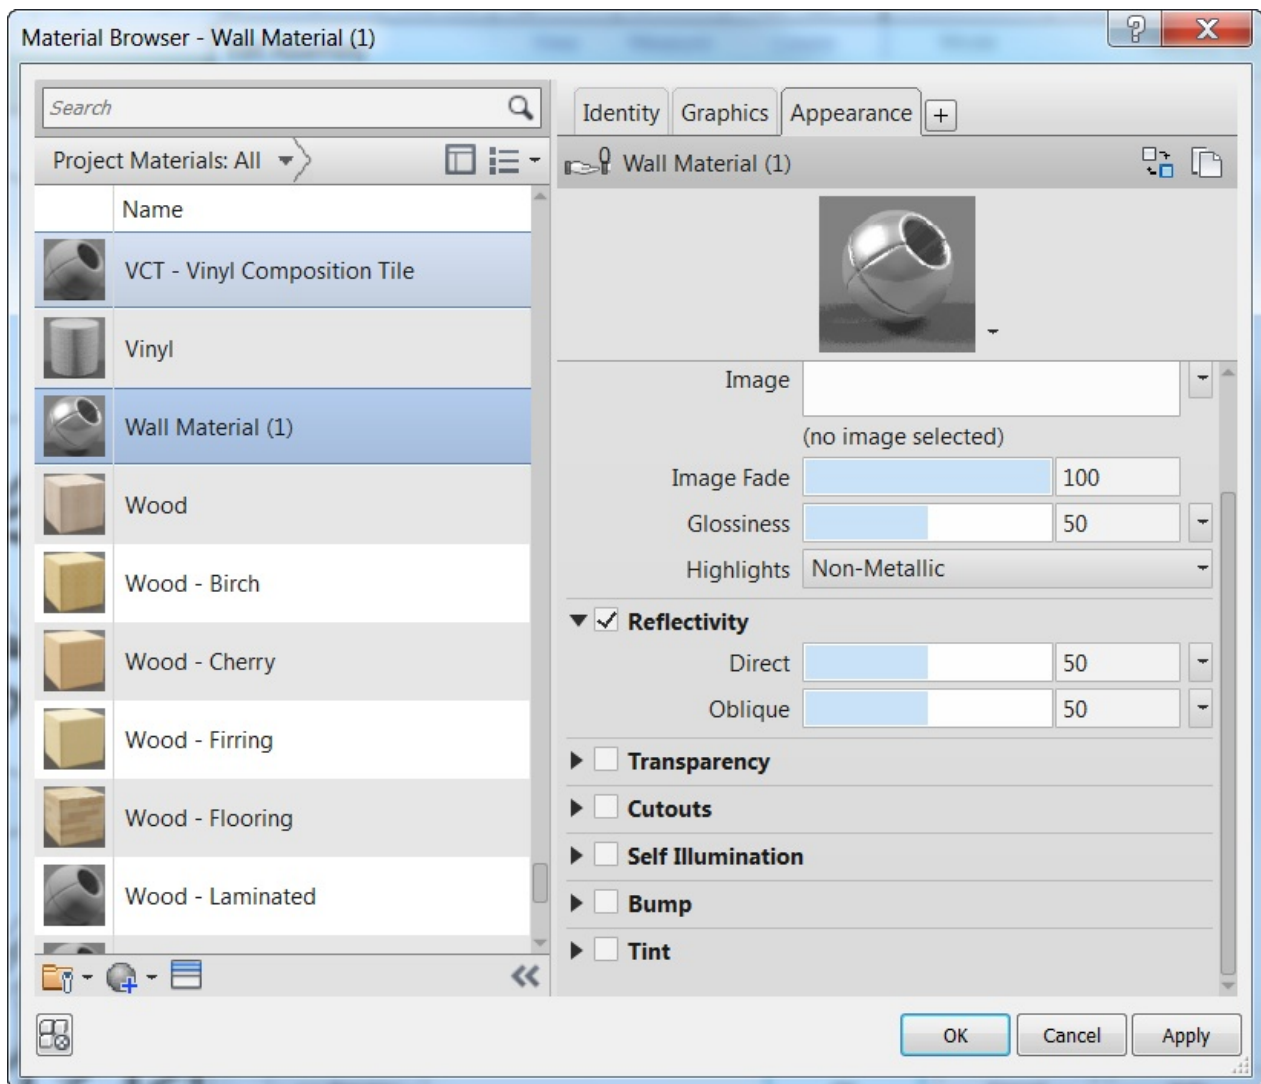 Material Browser - Wall Material (1)
Search
Project Materials: All
Name
VCT - Vinyl Composition Tile
Vinyl
Wall Material (1)
Wood
Wood - Birch
Wood - Cherry
Wood - Firring
Wood - Flooring
Wood - Laminated
Identity Graphics Appearance +
Wall Material (1)
Image
(no image selected)
Image Fade 100
Glossiness 50
Highlights Non-Metallic
Reflectivity
Direct 50
Oblique 50
Transparency
Cutouts
Self Illumination
Bump
Tint
OK Cancel Apply